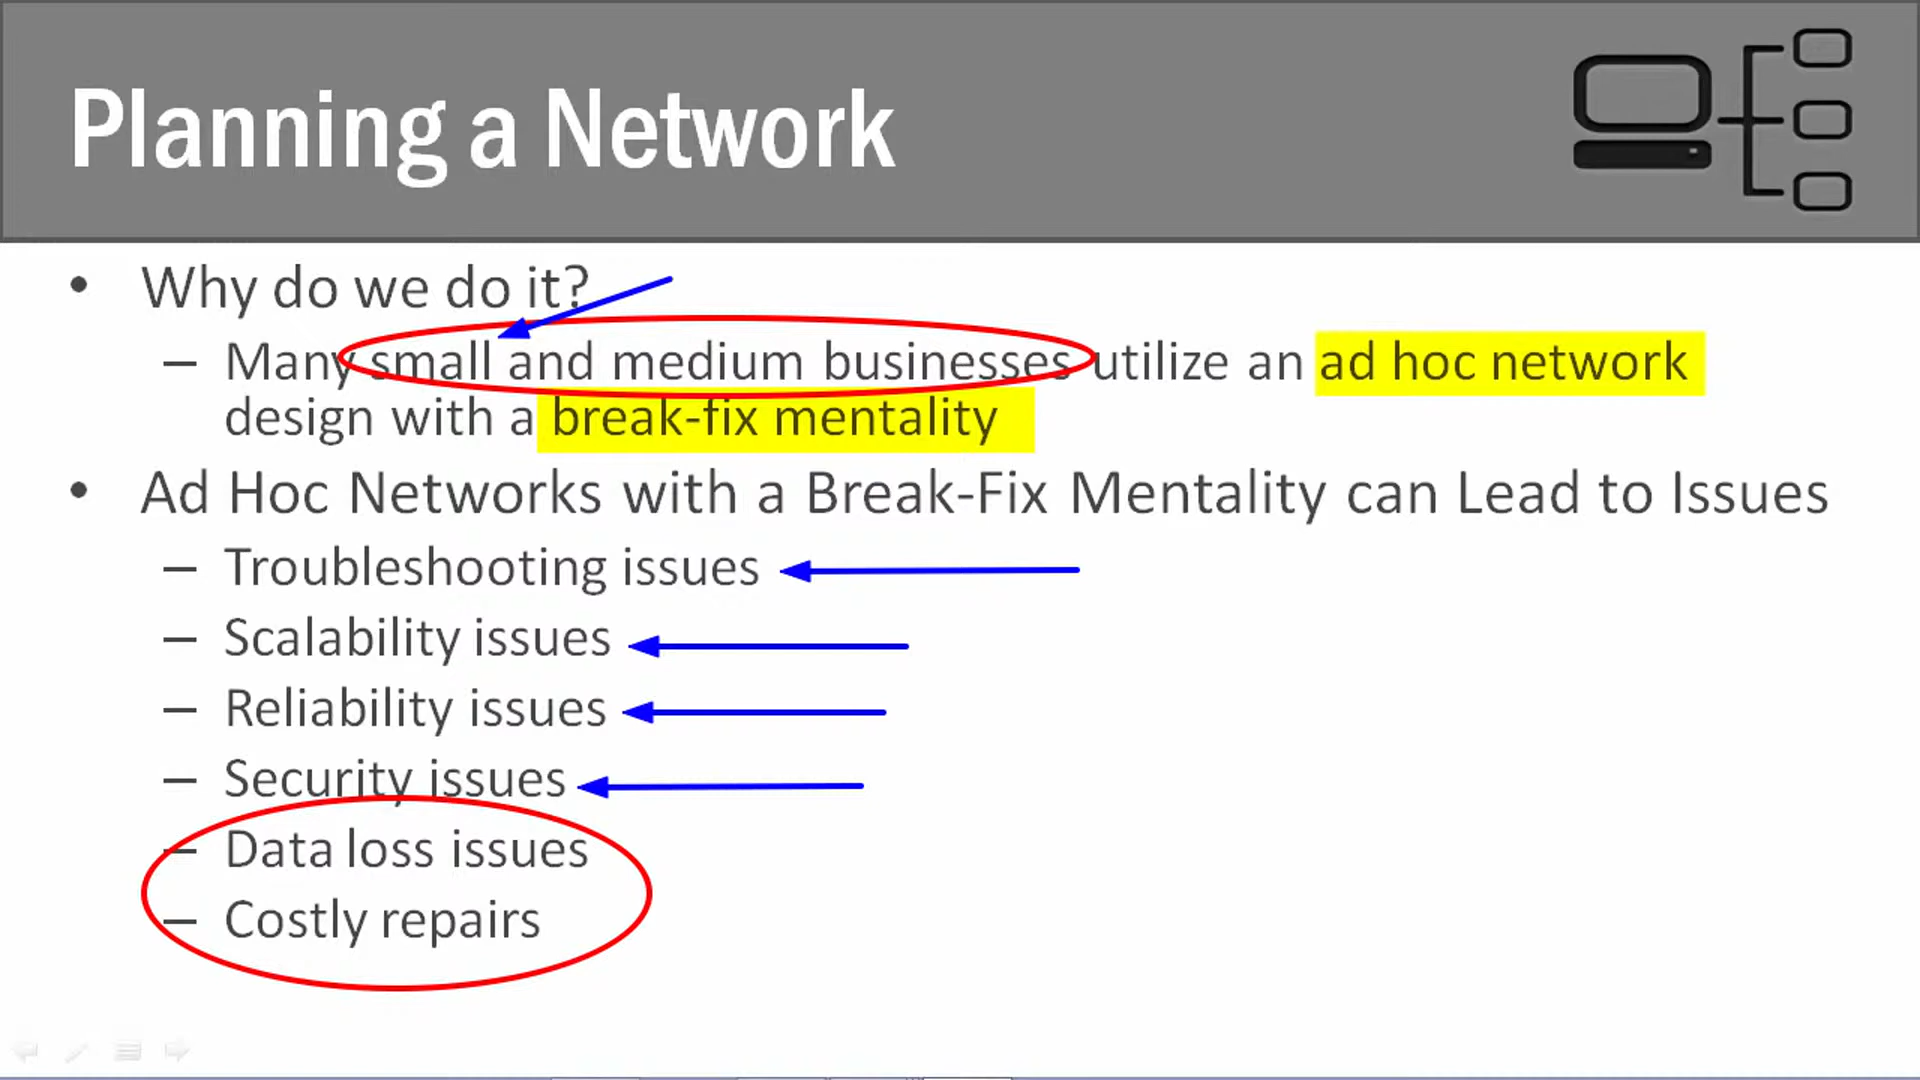 Planning a Network
• Why do we do it?
– Many small and medium businesses utilize an ad hoc network
design with a break-fix mentality
• Ad Hoc Networks with a Break-Fix Mentality can Lead to Issues
– Troubleshooting issues
– Scalability issues
– Reliability issues
– Security issues
– Data loss issues
– Costly repairs